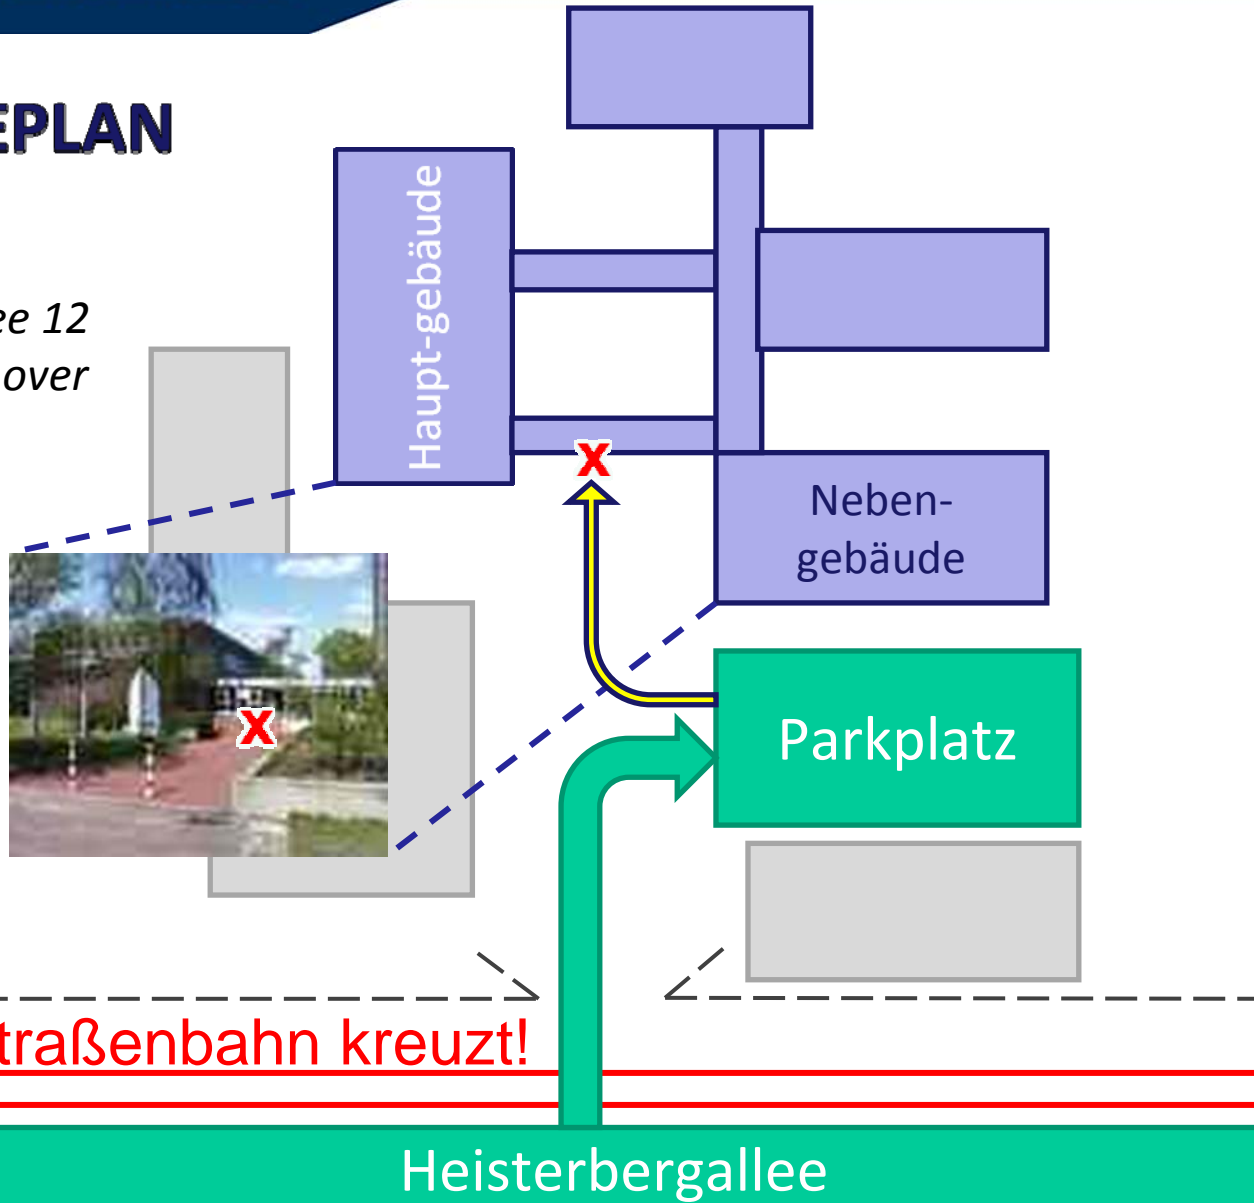 EPLAN
Haupt-gebäude
ee 12
over
X
Neben-
gebäude
X
Parkplatz
traßenbahn kreuzt!
Heisterbergallee